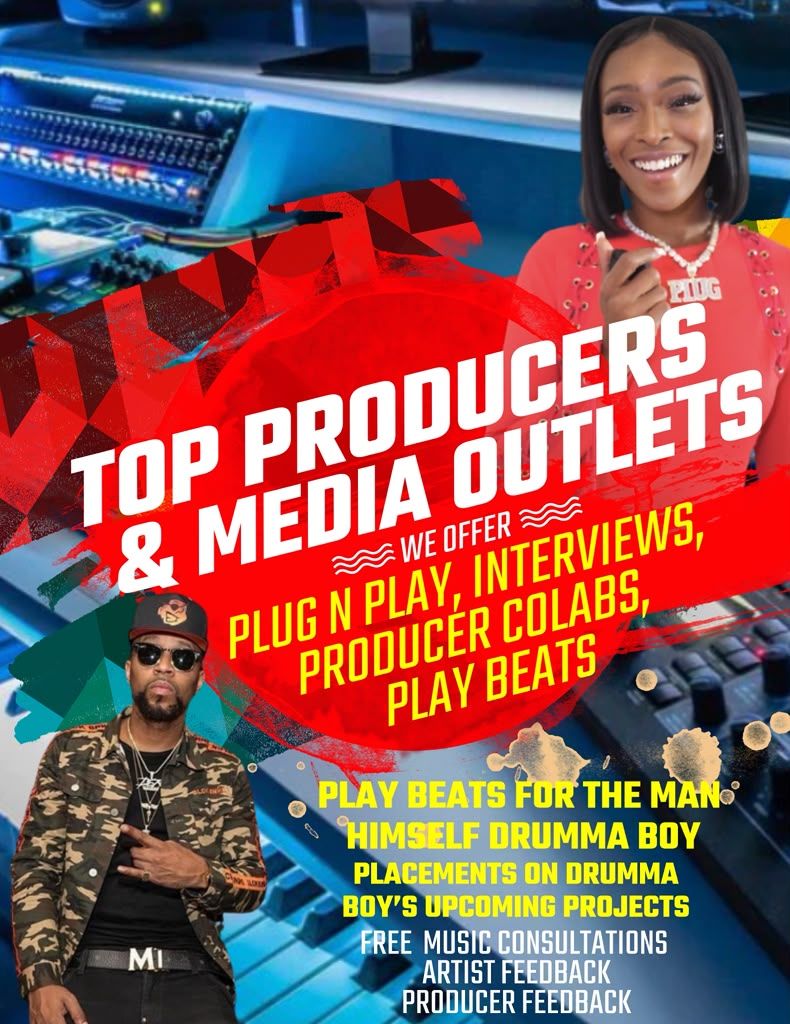 PLUG
TOP PRODUCERS
& MEDIA OUTLETS
WE OFFER
PLUG N PLAY, INTERVIEWS,
PRODUCER COLABS,
PLAY BEATS
PLAY BEATS FOR THE MAN
HIMSELF DRUMMA BOY
PLACEMENTS ON DRUMMA
BOY'S UPCOMING PROJECTS
FREE MUSIC CONSULTATIONS
ARTIST FEEDBACK
PRODUCER FEEDBACK
MI